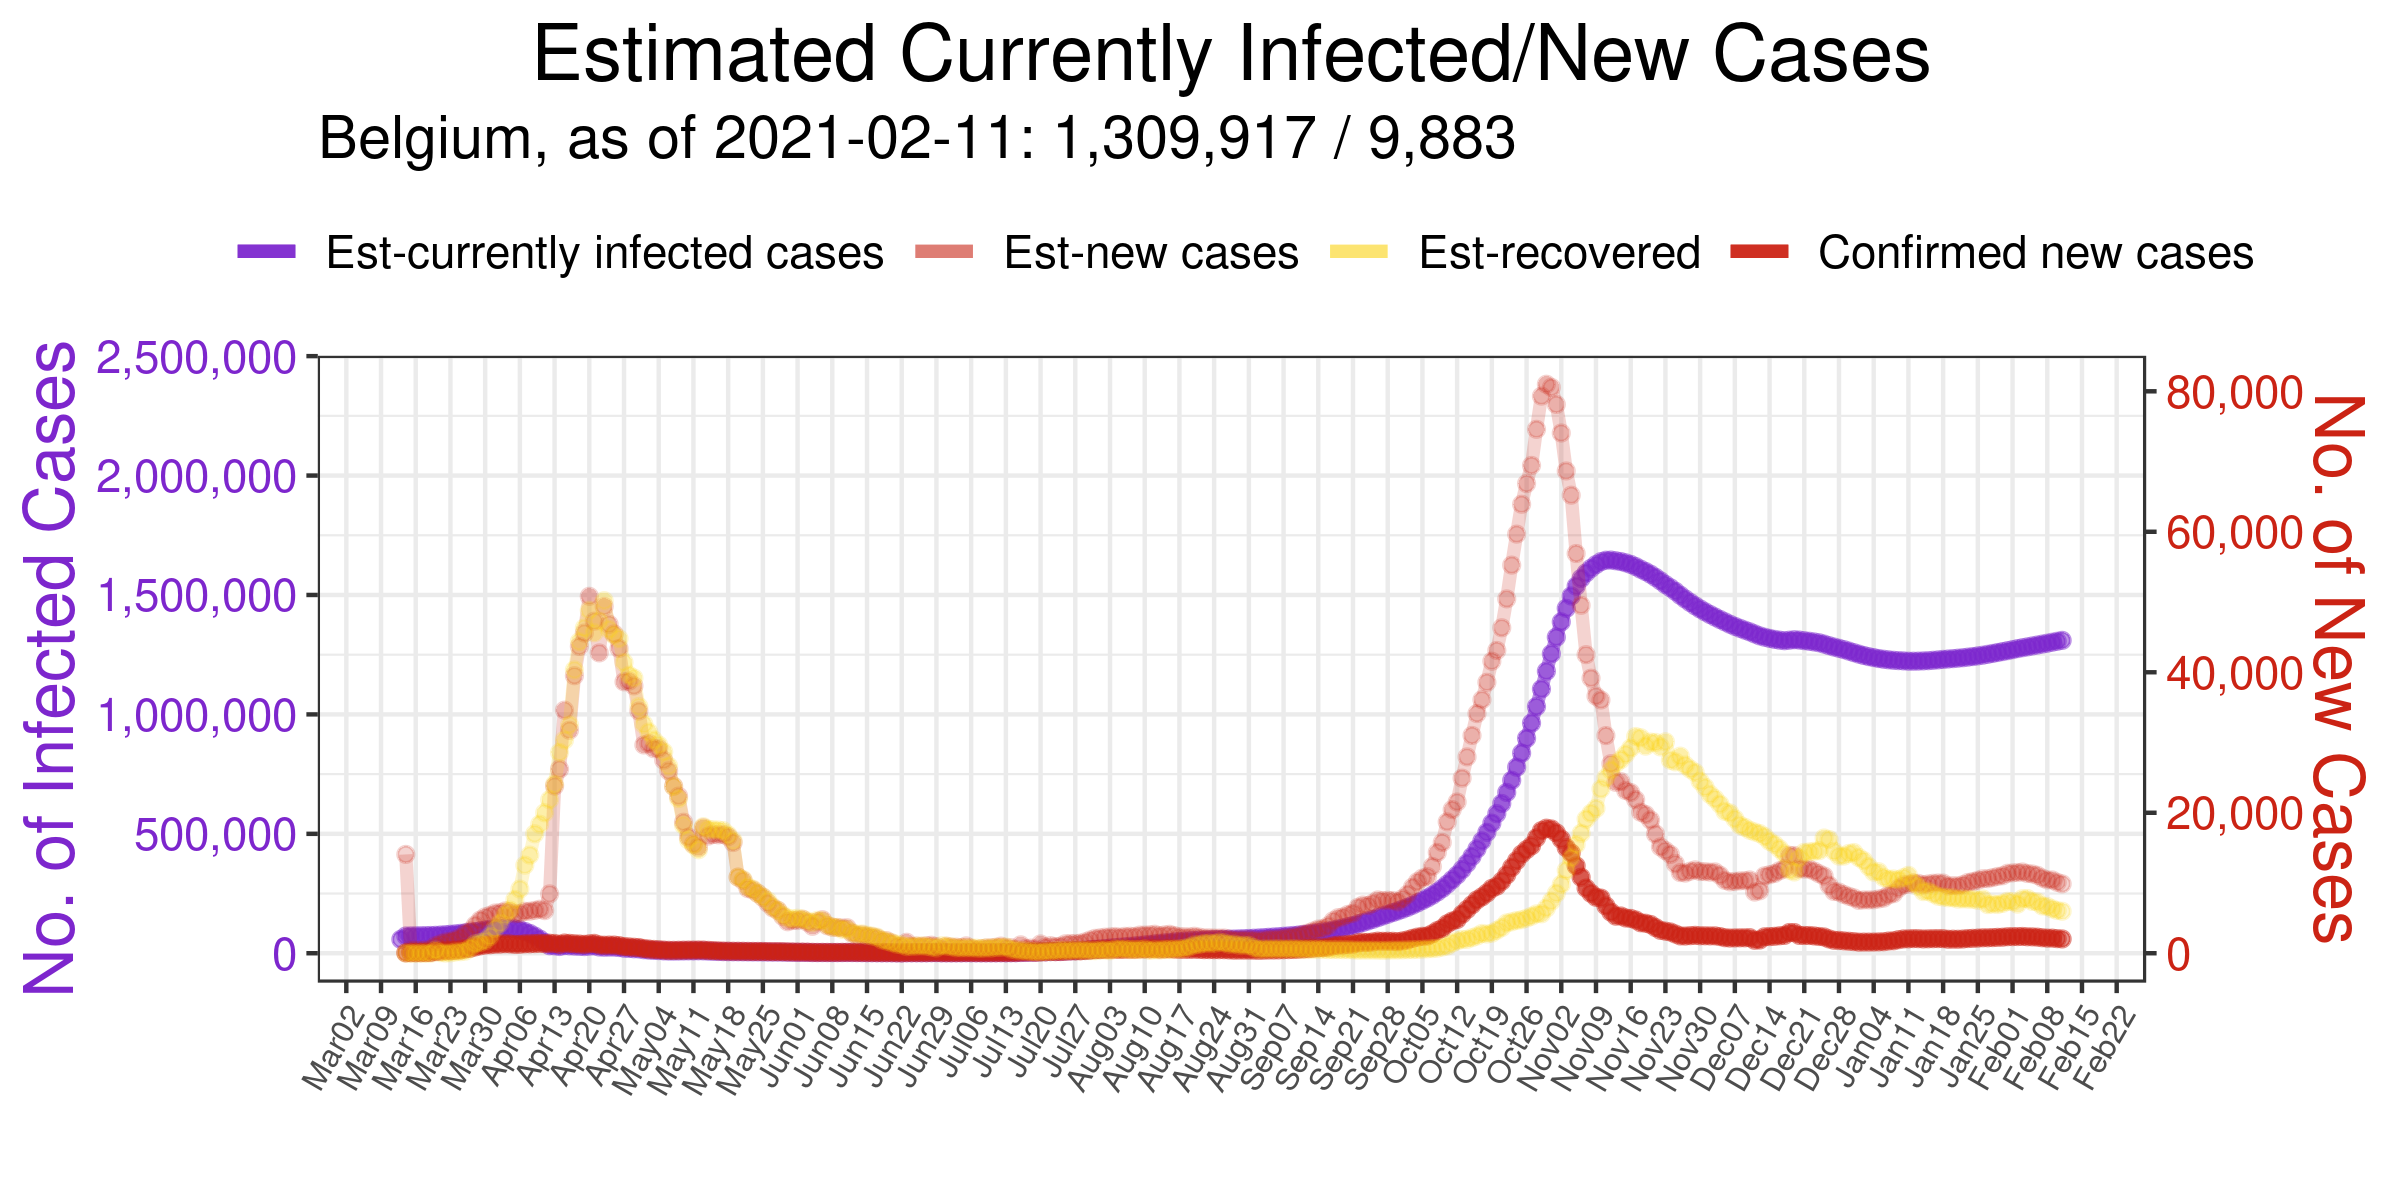 Estimated Currently Infected/New Cases
Belgium, as of 2021-02-11: 1,309,917 / 9,883
Est-currently infected cases Est-new cases Est-recovered Confirmed new cases
No. of Infected Cases
2,500,000
2,000,000
1,500,000
1,000,000
500,000
0
80,000
60,000
40,000
20,000
0
No. of New Cases
Mar02 Mar09 Mar16 Mar23 Mar30 Apr06 Apr13 Apr20 Apr27 May04 May11 May18 May25 Jun01 Jun08 Jun15 Jun22 Jun29 Jul06 Jul13 Jul20 Jul27 Aug03 Aug10 Aug17 Aug24 Aug31 Sep07 Sep14 Sep21 Sep28 Oct05 Oct12 Oct19 Oct26 Nov02 Nov09 Nov16 Nov23 Nov30 Dec07 Dec14 Dec21 Dec28 Jan04 Jan11 Jan18 Jan25 Feb01 Feb08 Feb15 Feb22